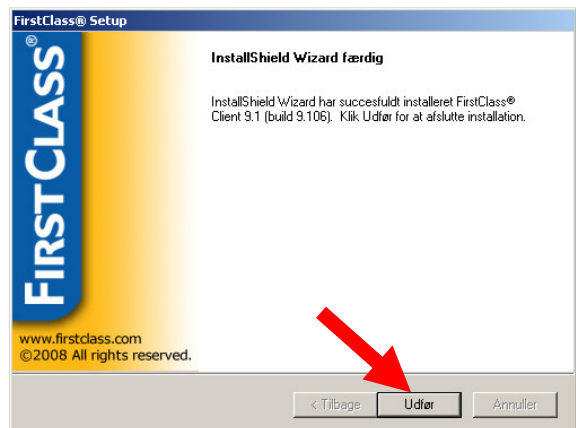 FirstClass® Setup
FIRSTCLASS®
InstallShield Wizard færdig
InstallShield Wizard har succesfuldt installeret FirstClass®
Client 9.1 (build 9.106). Klik Udfør for at afslutte installation.
www.firstclass.com
©2008 All rights reserved.
< Tilbage
Udfør
Annuller